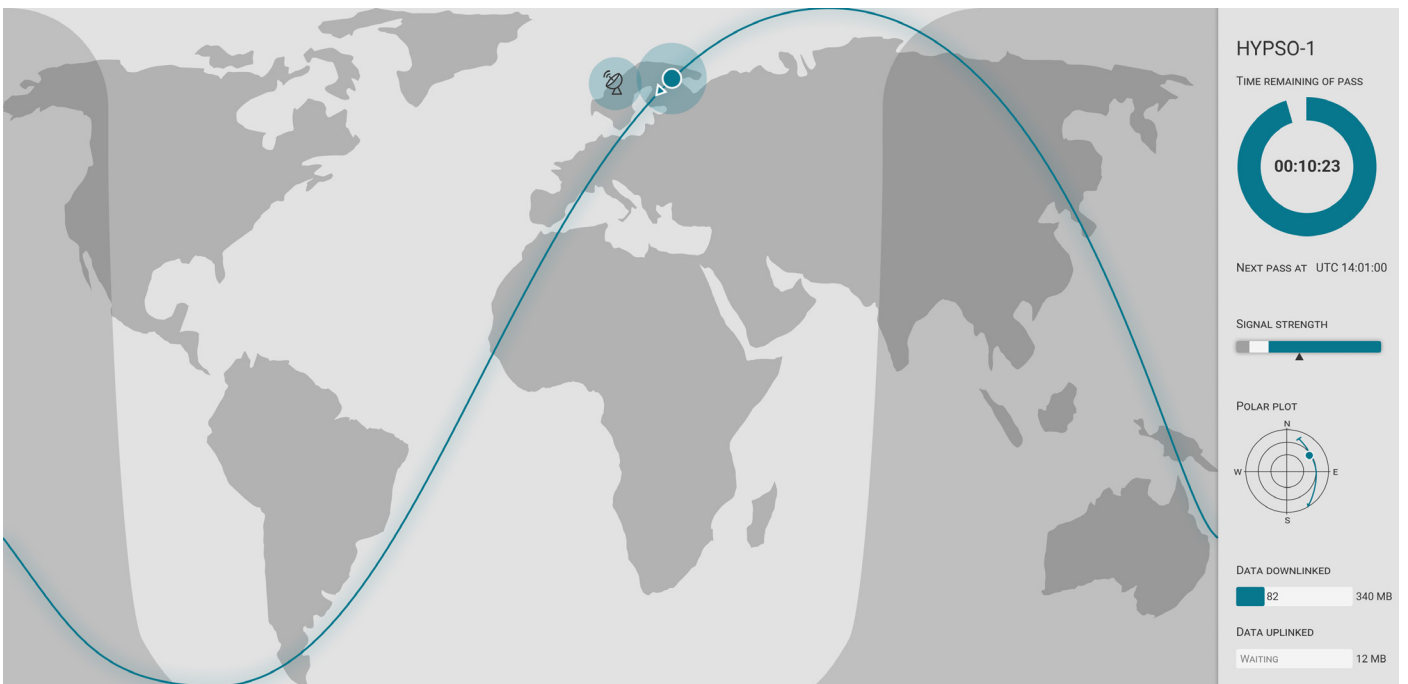 HYPSO-1
TIME REMAINING OF PASS
00:10:23
NEXT PASS AT UTC 14:01:00
SIGNAL STRENGTH
POLAR PLOT
N
W E
S
DATA DOWNLINKED
82 340 MB
DATA UPLINKED
WAITING 12 MB